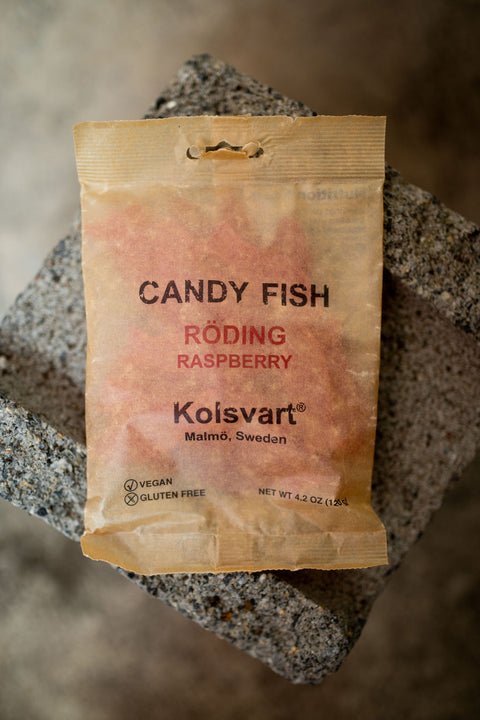 CANDY FISH
RÖDING
RASPBERRY
Kolsvart®
Malmö, Sweden
VEGAN
GLUTEN FREE
NET WT 4.2 OZ